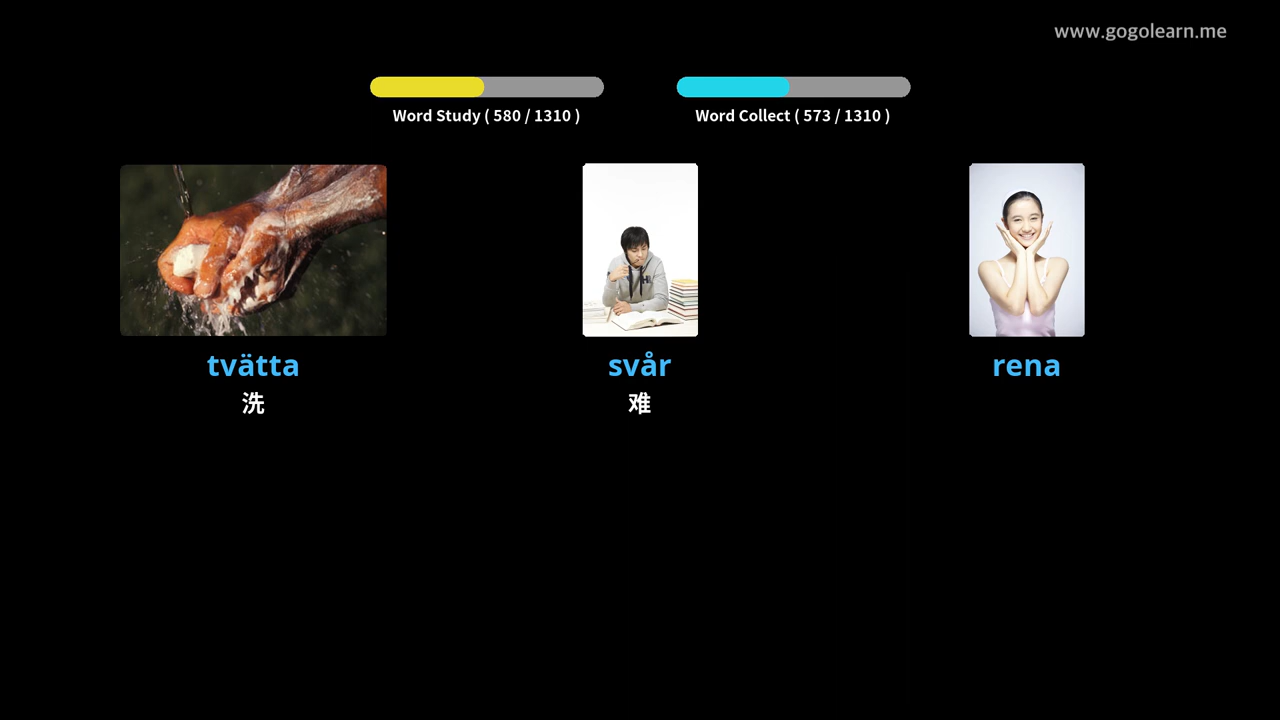 www.gogolearn.me
Word Study ( 580 / 1310 )
Word Collect ( 573 / 1310 )
tvätta
svår
rena
洗
难